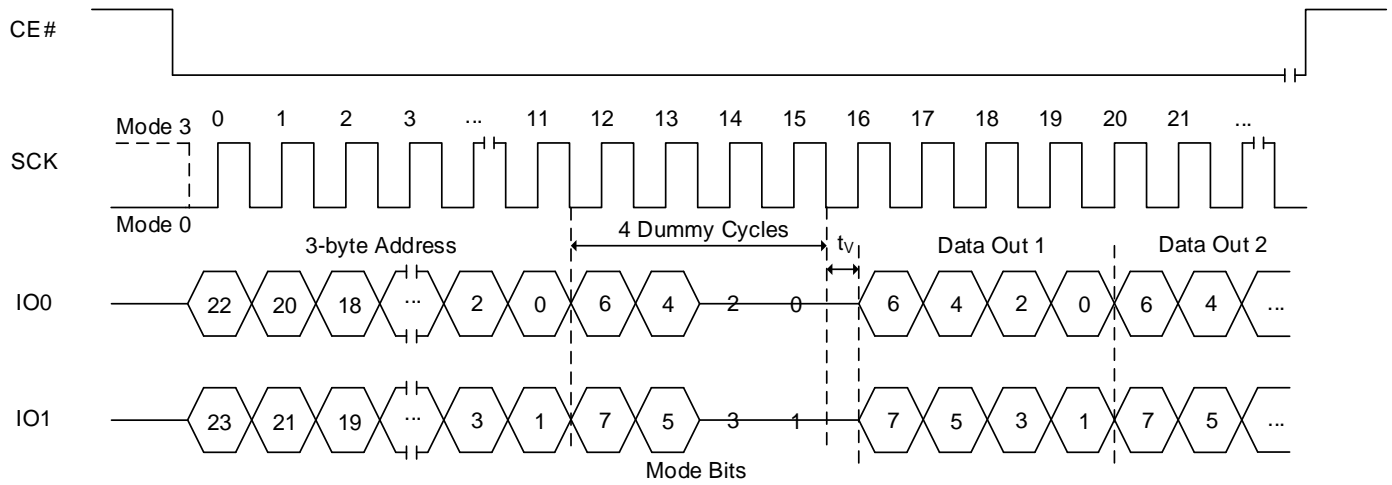 CE#
Mode 3 0 1 2 3 ... 11 12 13 14 15 16 17 18 19 20 21 ...
SCK
Mode 0
3-byte Address 4 Dummy Cycles tV Data Out 1 Data Out 2
IO0 22 20 18 ... 2 0 6 4 2 0 6 4 2 0 6 4 ...
IO1 23 21 19 ... 3 1 7 5 3 1 7 5 3 1 7 5 ...
Mode Bits